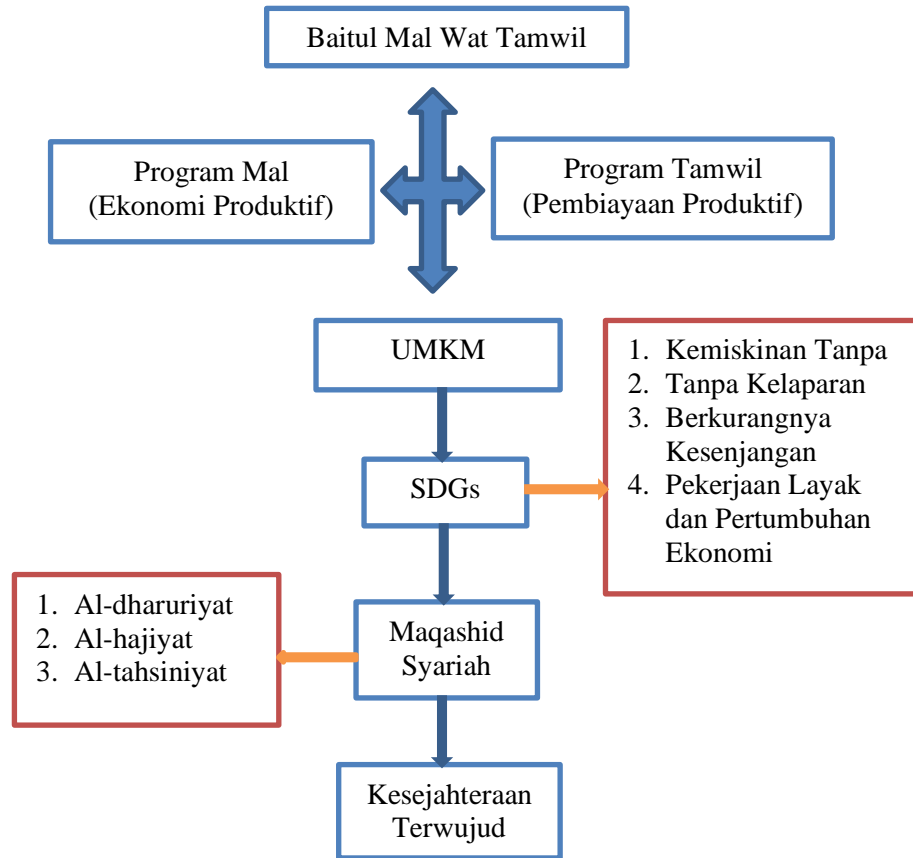 Baitul Mal Wat Tamwil
Program Mal
(Ekonomi Produktif)
Program Tamwil
(Pembiayaan Produktif)
UMKM
1. Kemiskinan Tanpa
2. Tanpa Kelaparan
3. Berkurangnya
Kesenjangan
4. Pekerjaan Layak
dan Pertumbuhan
Ekonomi
SDGs
1. Al-dharuriyat
2. Al-hajiyat
3. Al-tahsiniyat
Maqashid
Syariah
Kesejahteraan
Terwujud